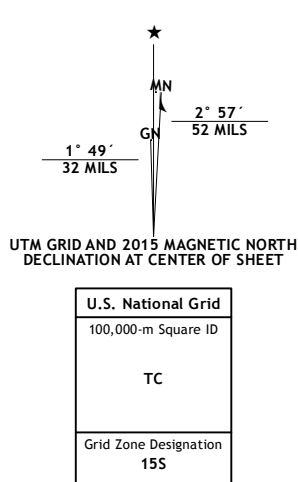 ★
MN
2° 57´
52 MILS
GN
1° 49´
32 MILS
UTM GRID AND 2015 MAGNETIC NORTH
DECLINATION AT CENTER OF SHEET
U.S. National Grid
100,000-m Square ID
TC
Grid Zone Designation
15S